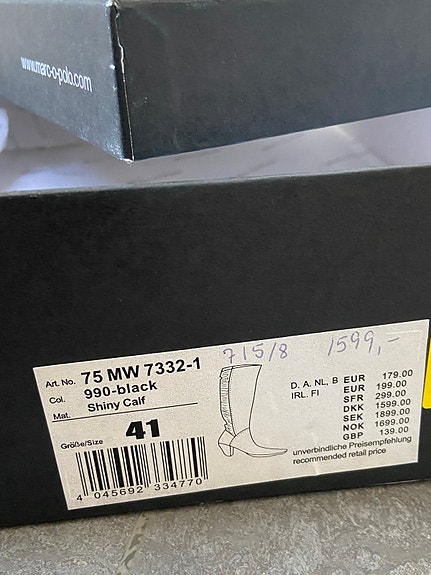 www.marc-o-polo.com
715/8 1599,-
Art. No. 75 MW 7332-1
Col. 990-black
Mat. Shiny Calf
Größe/Size 41
4 045692 334770
D. A. NL, B EUR 179.00
IRL. FI EUR 199.00
SFR 299.00
DKK 1599.00
SEK 1899.00
NOK 1699.00
GBP 139.00
unverbindliche Preisempfehlung
recommended retail price